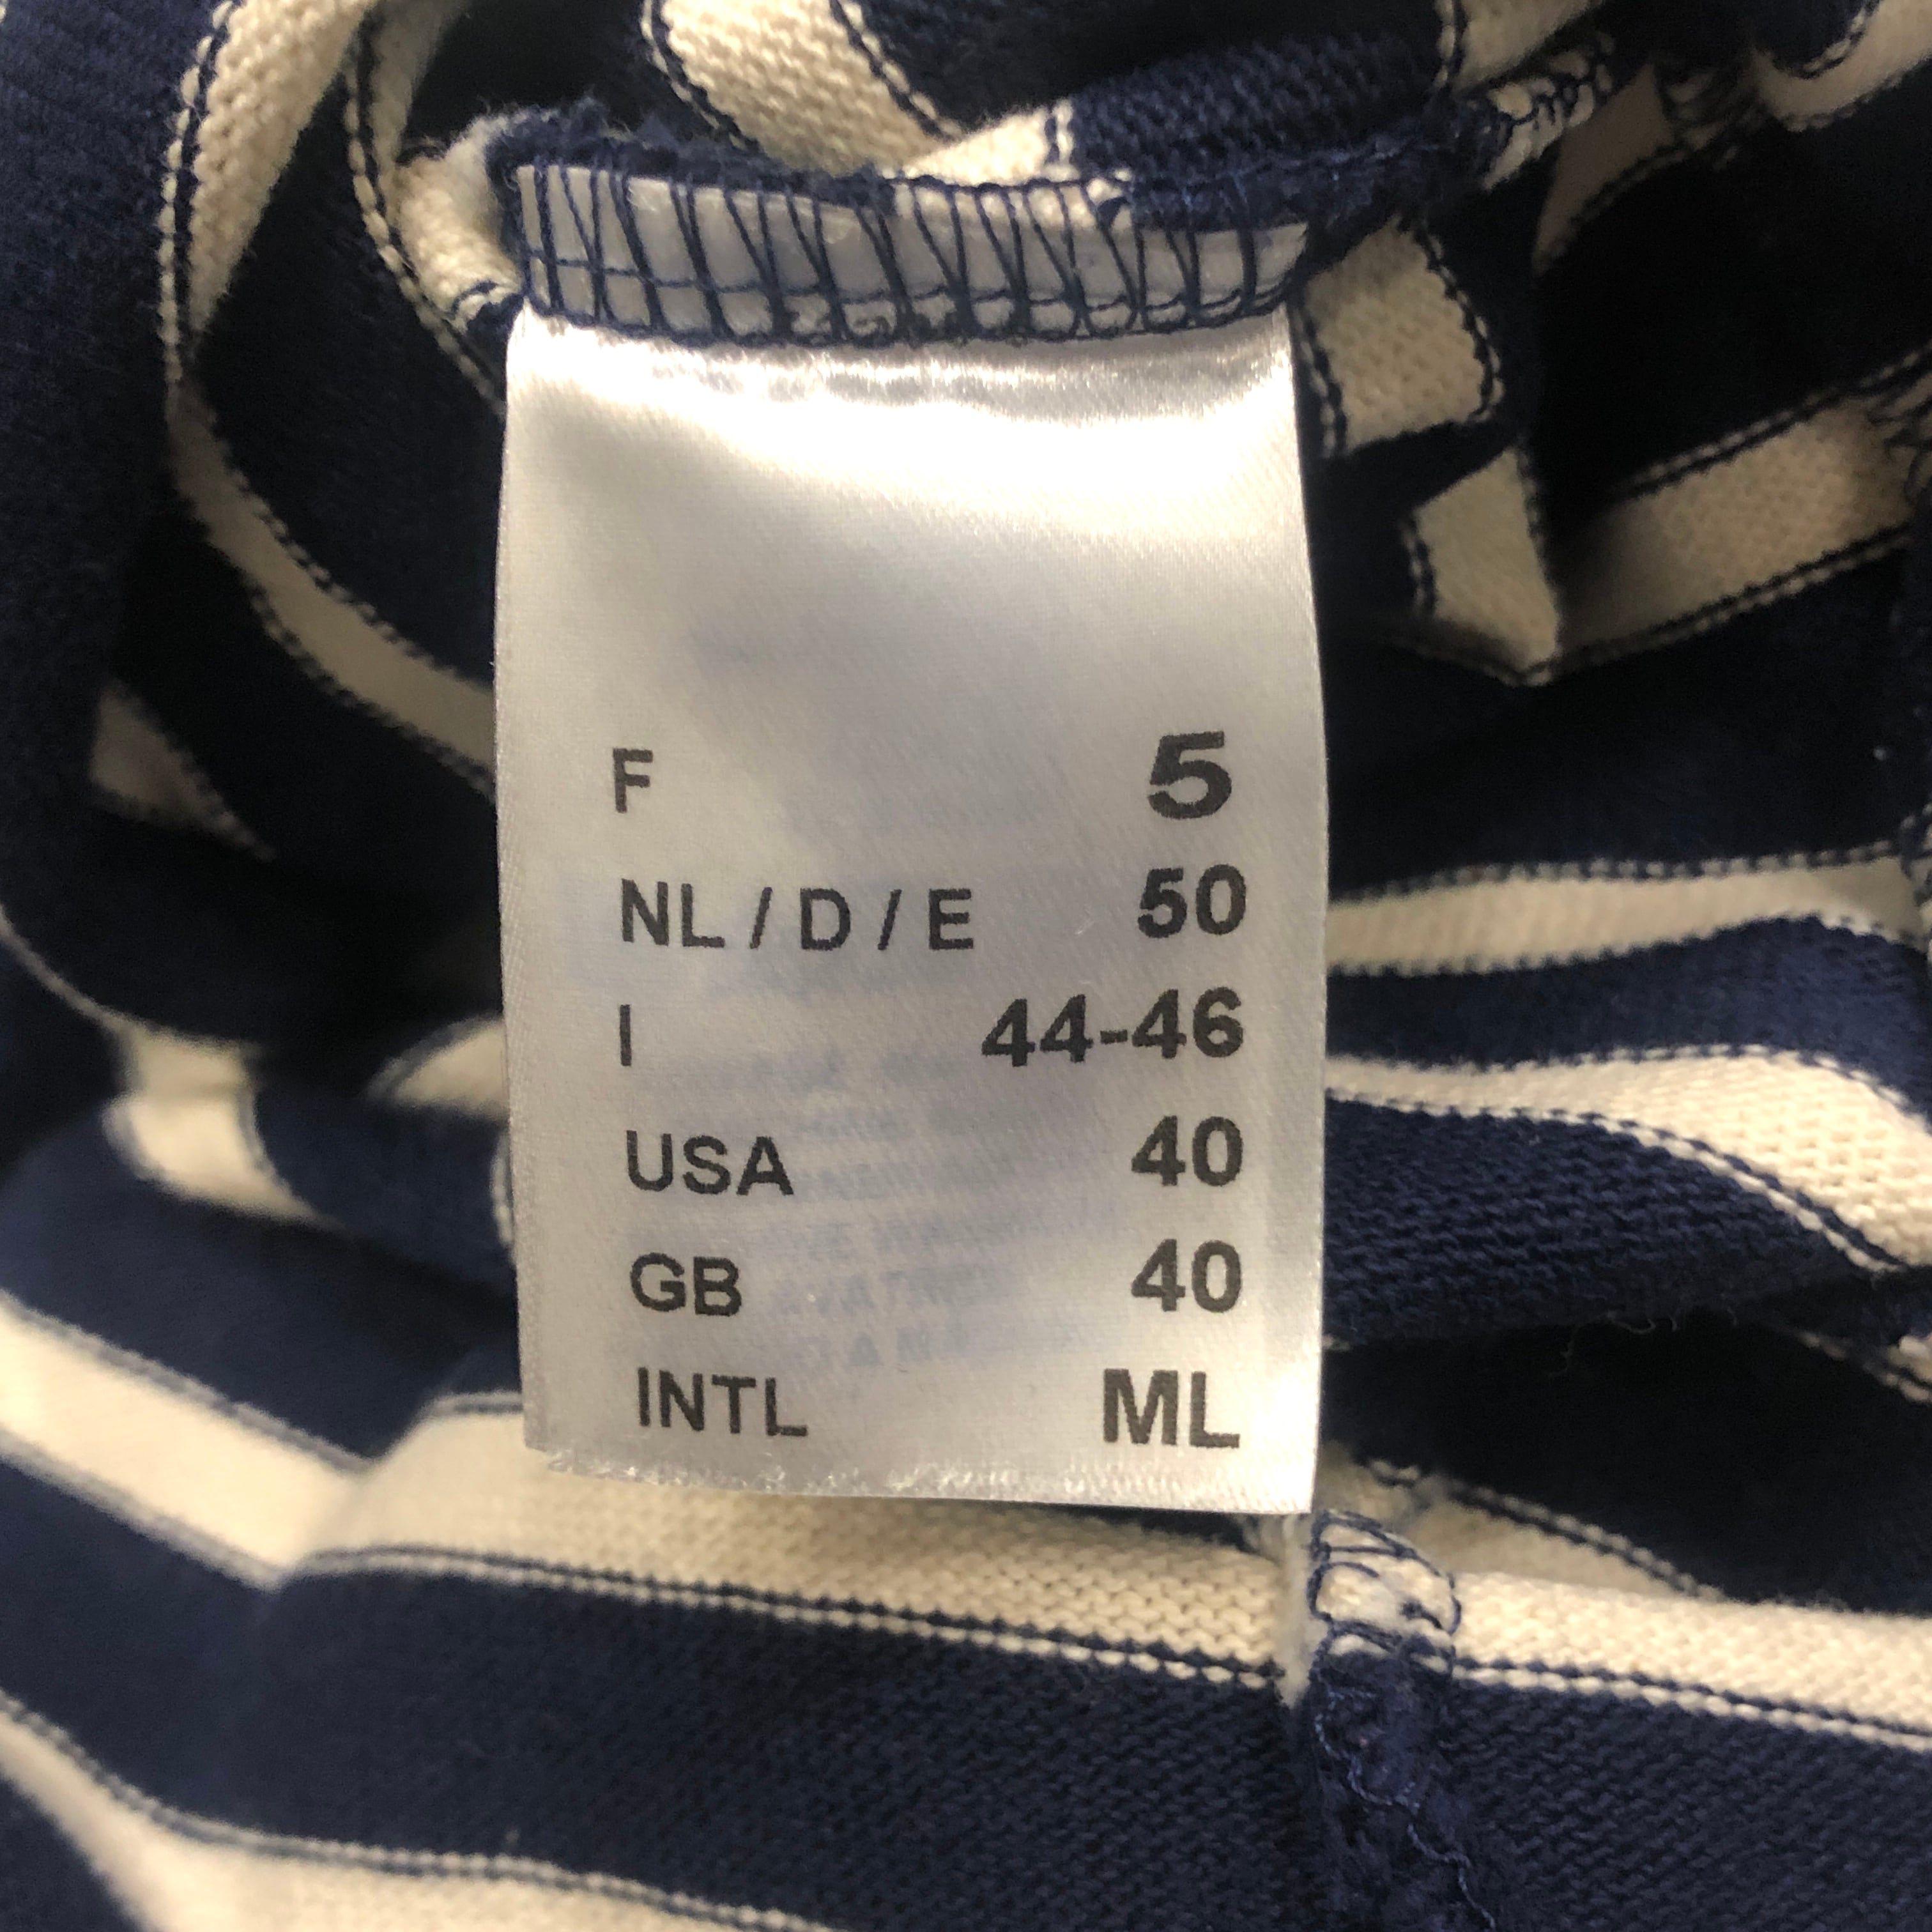 F 5
NL / D / E 50
I 44-46
USA 40
GB 40
INTL ML